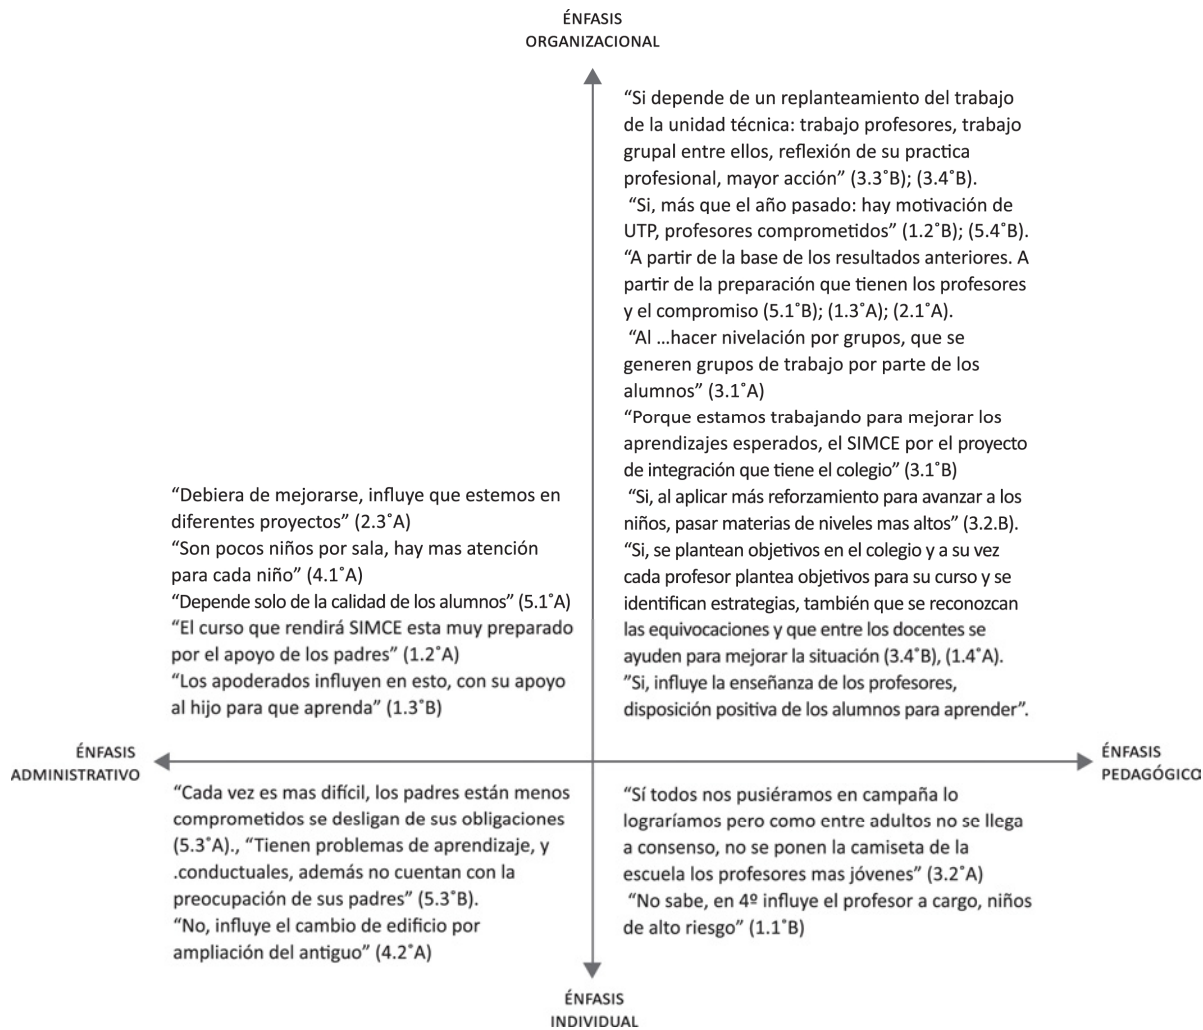 ÉNFASIS
ORGANIZACIONAL
“Si depende de un replanteamiento del trabajo
de la unidad técnica: trabajo profesores, trabajo
grupal entre ellos, reflexión de su practica
profesional, mayor acción” (3.3˚B); (3.4˚B).
“Si, más que el año pasado: hay motivación de
UTP, profesores comprometidos” (1.2˚B); (5.4˚B).
“A partir de la base de los resultados anteriores. A
partir de la preparación que tienen los profesores
y el compromiso (5.1˚B); (1.3˚A); (2.1˚A).
“Al ...hacer nivelación por grupos, que se
generen grupos de trabajo por parte de los
alumnos” (3.1˚A)
“Porque estamos trabajando para mejorar los
aprendizajes esperados, el SIMCE por el proyecto
de integración que tiene el colegio” (3.1˚B)
“Si, al aplicar más reforzamiento para avanzar a los
niños, pasar materias de niveles mas altos” (3.2.B).
“Si, se plantean objetivos en el colegio y a su vez
cada profesor plantea objetivos para su curso y se
identifican estrategias, también que se reconozcan
las equivocaciones y que entre los docentes se
ayuden para mejorar la situación (3.4˚B), (1.4˚A).
”Si, influye la enseñanza de los profesores,
disposición positiva de los alumnos para aprender”.
“Debiera de mejorarse, influye que estemos en
diferentes proyectos” (2.3˚A)
“Son pocos niños por sala, hay mas atención
para cada niño” (4.1˚A)
“Depende solo de la calidad de los alumnos” (5.1˚A)
“El curso que rendirá SIMCE esta muy preparado
por el apoyo de los padres” (1.2˚A)
“Los apoderados influyen en esto, con su apoyo
al hijo para que aprenda” (1.3˚B)
ÉNFASIS
ADMINISTRATIVO
ÉNFASIS
PEDAGÓGICO
“Cada vez es mas difícil, los padres están menos
comprometidos se desligan de sus obligaciones
(5.3˚A)., “Tienen problemas de aprendizaje, y
.conductuales, además no cuentan con la
preocupación de sus padres” (5.3˚B).
“No, influye el cambio de edificio por
ampliación del antiguo” (4.2˚A)
“Sí todos nos pusiéramos en campaña lo
lograríamos pero como entre adultos no se llega
a consenso, no se ponen la camiseta de la
escuela los profesores mas jóvenes” (3.2˚A)
“No sabe, en 4º influye el profesor a cargo, niños
de alto riesgo” (1.1˚B)
ÉNFASIS
INDIVIDUAL